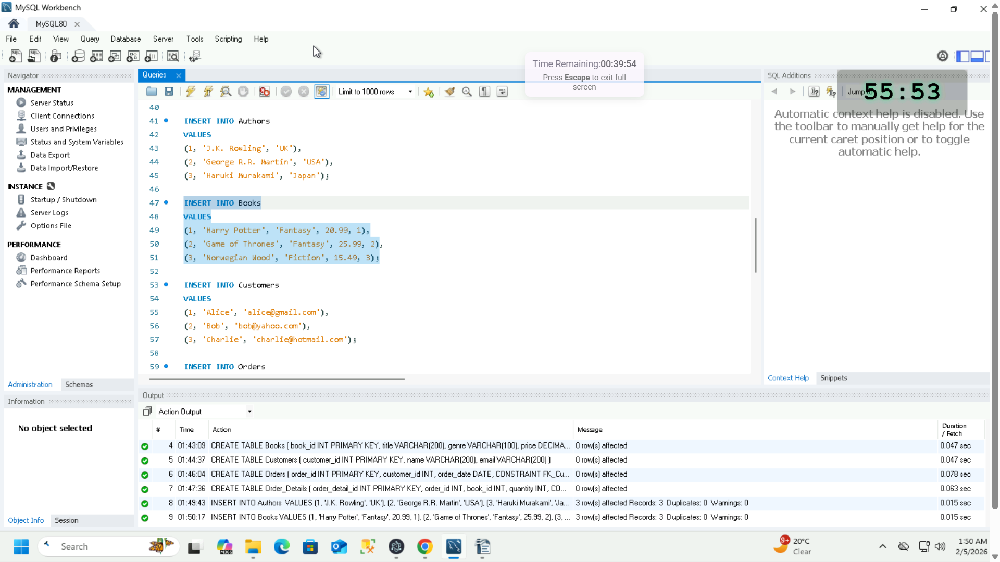 MySQL Workbench
MySQL80
File Edit View Query Database Server Tools Scripting Help
Time Remaining:00:39:54
Press Escape to exit full
screen
Navigator
MANAGEMENT
Server Status
Client Connections
Users and Privileges
Status and System Variables
Data Export
Data Import/Restore
INSTANCE
Startup / Shutdown
Server Logs
Options File
PERFORMANCE
Dashboard
Performance Reports
Performance Schema Setup
Administration Schemas
Information
No object selected
Object Info Session
Queries
Limit to 1000 rows
40
41 INSERT INTO Authors
42 VALUES
43 (1, 'J.K. Rowling', 'UK'),
44 (2, 'George R.R. Martin', 'USA'),
45 (3, 'Haruki Murakami', 'Japan');
46
47 INSERT INTO Books
48 VALUES
49 (1, 'Harry Potter', 'Fantasy', 20.99, 1),
50 (2, 'Game of Thrones', 'Fantasy', 25.99, 2),
51 (3, 'Norwegian Wood', 'Fiction', 15.49, 3);
52
53 INSERT INTO Customers
54 VALUES
55 (1, 'Alice', 'alice@gmail.com'),
56 (2, 'Bob', 'bob@yahoo.com'),
57 (3, 'Charlie', 'charlie@hotmail.com');
58
59 INSERT INTO Orders
SQL Additions
Jump
55:53
Automatic context help is disabled. Use
the toolbar to manually get help for the
current caret position or to toggle
automatic help.
Context Help Snippets
Output
Action Output
# Time Action Message Duration / Fetch
4 01:43:09 CREATE TABLE Books ( book_id INT PRIMARY KEY, title VARCHAR(200), genre VARCHAR(100), price DECIMA... 0 row(s) affected 0.047 sec
5 01:44:37 CREATE TABLE Customers ( customer_id INT PRIMARY KEY, name VARCHAR(200), email VARCHAR(200) ) 0 row(s) affected 0.047 sec
6 01:46:04 CREATE TABLE Orders ( order_id INT PRIMARY KEY, customer_id INT, order_date DATE, CONSTRAINT FK_Cu... 0 row(s) affected 0.078 sec
7 01:47:36 CREATE TABLE Order_Details ( order_detail_id INT PRIMARY KEY, order_id INT, book_id INT, quantity INT, CO... 0 row(s) affected 0.063 sec
8 01:49:43 INSERT INTO Authors VALUES (1, 'J.K. Rowling', 'UK'), (2, 'George R.R. Martin', 'USA'), (3, 'Haruki Murakami', 'Ja... 3 row(s) affected Records: 3 Duplicates: 0 Warnings: 0 0.015 sec
9 01:50:17 INSERT INTO Books VALUES (1, 'Harry Potter', 'Fantasy', 20.99, 1), (2, 'Game of Thrones', 'Fantasy', 25.99, 2), (3, ... 3 row(s) affected Records: 3 Duplicates: 0 Warnings: 0 0.015 sec
Search
M365
9+
20°C
Clear
1:50 AM
2/5/2026